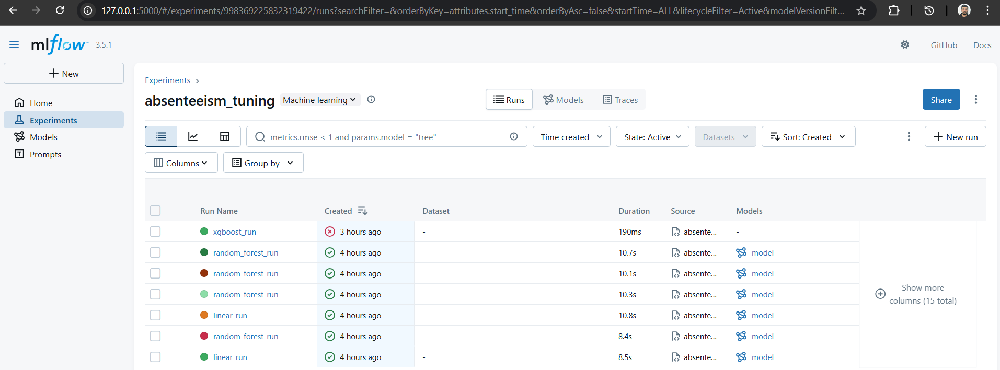 127.0.0.1:5000/#/experiments/998369225832319422/runs?searchFilter=&orderByKey=attributes.start_time&orderByAsc=false&startTime=ALL&lifecycleFilter=Active&modelVersionFilt...
mlflow™ 3.5.1
GitHub
Docs
New
Home
Experiments
Models
Prompts
Experiments
absenteeism_tuning Machine learning
Runs Models Traces
Share
metrics.rmse < 1 and params.model = "tree"
Time created
State: Active
Datasets
Sort: Created
New run
Columns
Group by
Run Name Created Dataset Duration Source Models
xgboost_run 3 hours ago - 190ms absente... -
random_forest_run 4 hours ago - 10.7s absente... model
random_forest_run 4 hours ago - 10.1s absente... model
random_forest_run 4 hours ago - 10.3s absente... model
linear_run 4 hours ago - 10.8s absente... model
random_forest_run 4 hours ago - 8.4s absente... model
linear_run 4 hours ago - 8.5s absente... model
Show more
columns (15 total)